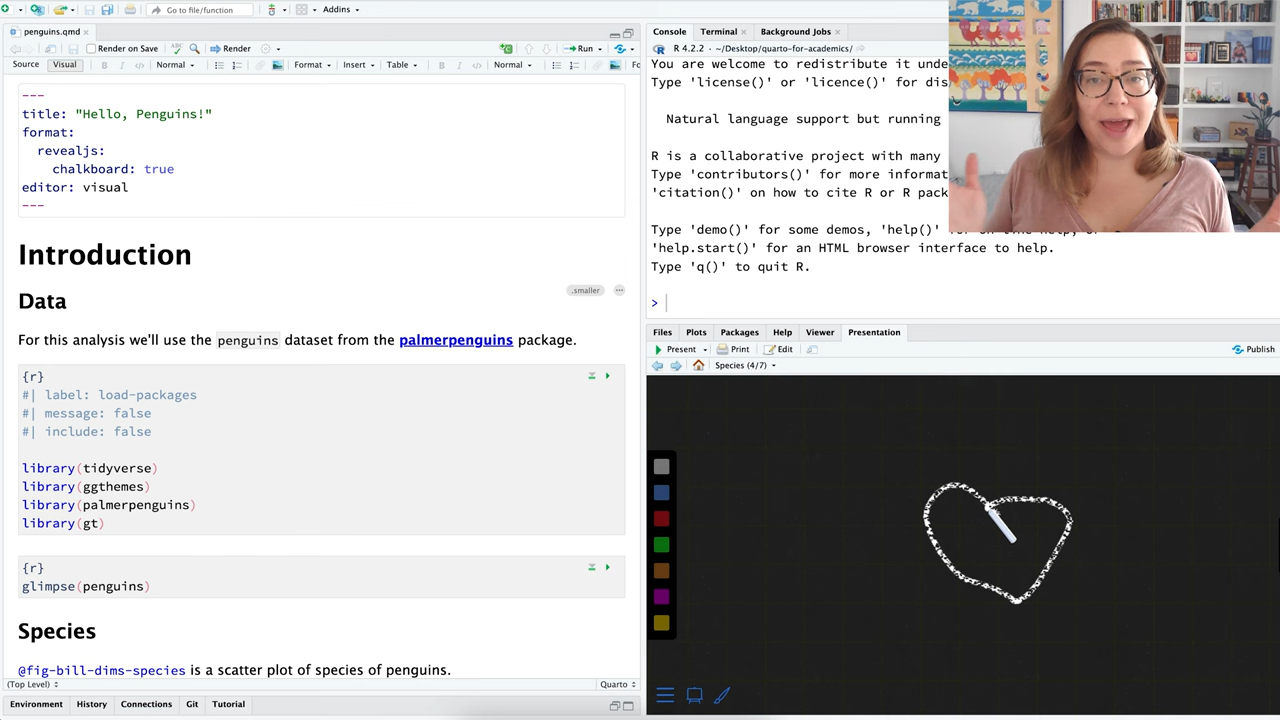 Go to file/function
Addins
penguins.qmd
Render on Save
Render
Run
Source
Visual
Normal
Format
Insert
Table
B
I
Normal
---
title: "Hello, Penguins!"
format:
revealjs:
chalkboard: true
editor: visual
---
Introduction
Data
.smaller
For this analysis we'll use the penguins dataset from the palmerpenguins package.
{r}
#| label: load-packages
#| message: false
#| include: false
library(tidyverse)
library(ggthemes)
library(palmerpenguins)
library(gt)
{r}
glimpse(penguins)
Species
@fig-bill-dims-species is a scatter plot of species of penguins.
(Top Level)
Quarto
Environment
History
Connections
Git
Tutorial
Console
Terminal
Background Jobs
R 4.2.2 · ~/Desktop/quarto-for-academics/
You are welcome to redistribute it unde
Type 'license()' or 'licence()' for dis
Natural language support but running
R is a collaborative project with many
Type 'contributors()' for more informat
'citation()' on how to cite R or R pack
Type 'demo()' for some demos, 'help()'
'help.start()' for an HTML browser interface to help.
Type 'q()' to quit R.
>
Files
Plots
Packages
Help
Viewer
Presentation
Present
Print
Edit
Publish
Species (4/7)